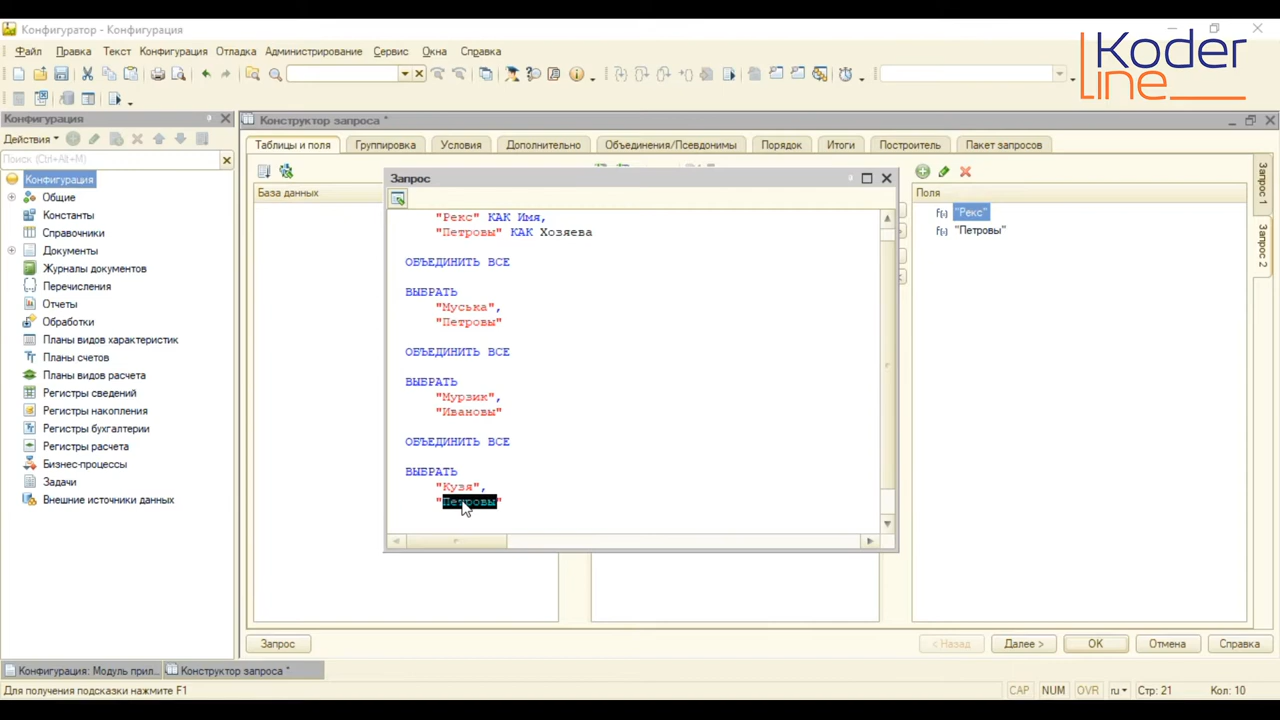 Конфигуратор - Конфигурация
Koder
line
Файл Правка Текст Конфигурация Отладка Администрирование Сервис Окна Справка
Конфигурация
Конструктор запроса *
Действия
Таблицы и поля Группировка Условия Дополнительно Объединения/Псевдонимы Порядок Итоги Построитель Пакет запросов
Поиск (Ctrl+Alt+M)
Конфигурация
Общие
Константы
Справочники
Документы
Журналы документов
Перечисления
Отчеты
Обработки
Планы видов характеристик
Планы счетов
Планы видов расчета
Регистры сведений
Регистры накопления
Регистры бухгалтерии
Регистры расчета
Бизнес-процессы
Задачи
Внешние источники данных
База данных
Запрос
"Рекс" КАК Имя,
"Петровы" КАК Хозяева
ОБЪЕДИНИТЬ ВСЕ
ВЫБРАТЬ
"Муська",
"Петровы"
ОБЪЕДИНИТЬ ВСЕ
ВЫБРАТЬ
"Мурзик",
"Ивановы"
ОБЪЕДИНИТЬ ВСЕ
ВЫБРАТЬ
"Кузя",
"Петровы"
Поля
"Рекс"
"Петровы"
Запрос 1
Запрос 2
Запрос
< Назад Далее > OK Отмена Справка
Конфигурация: Модуль прил... Конструктор запроса *
Для получения подсказки нажмите F1
CAP NUM OVR ru Стр: 21 Кол: 10